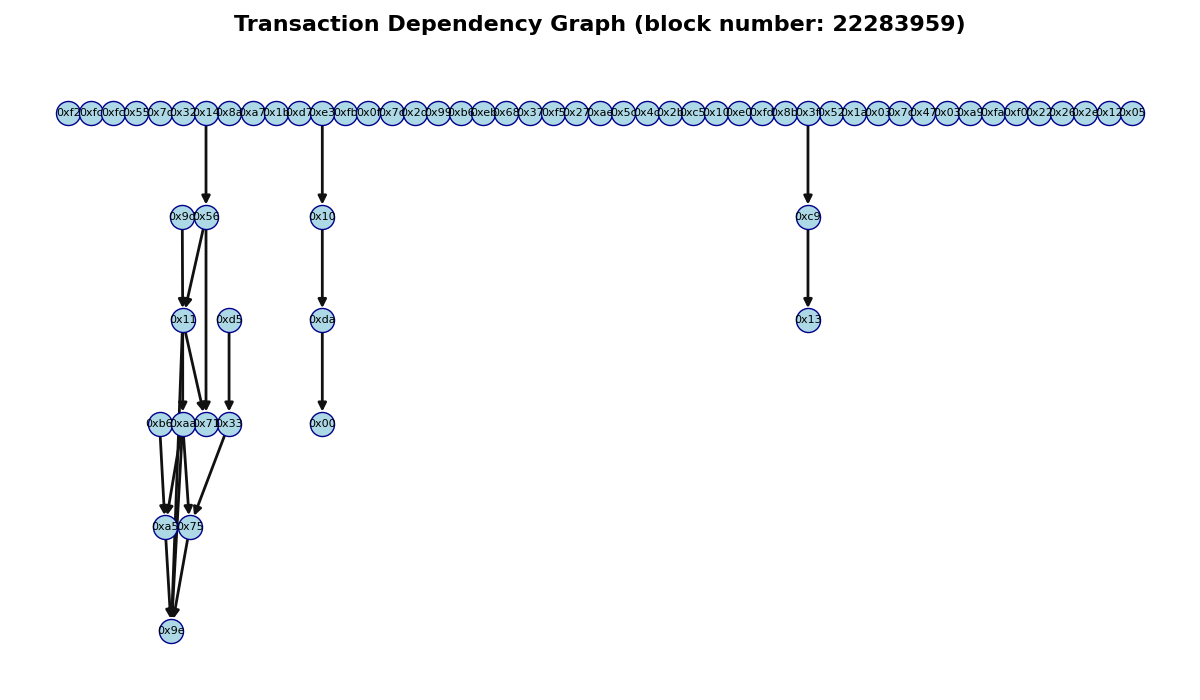 Transaction Dependency Graph (block number: 22283959)
0xf2 0xfc 0xfc 0x55 0x7c 0x32 0x14 0x8a 0xa7 0x1b 0xd7 0xe3 0xfb 0x0f 0x7c 0x2c 0x99 0xb6 0xeb 0x68 0x37 0xf5 0x27 0xae 0x5c 0x4c 0x2b 0xc5 0x10 0xe0 0xfd 0x8b 0x3f 0x52 0x1a 0x03 0x7c 0x47 0x03 0xa9 0xfa 0xf0 0x22 0x26 0x2e 0x12 0x05
0x56 0x10 0xc9
0x11 0xd5 0xda 0x13
0xb6 0xaa 0x71 0x33 0x00
0xa5 0x75
0x9e